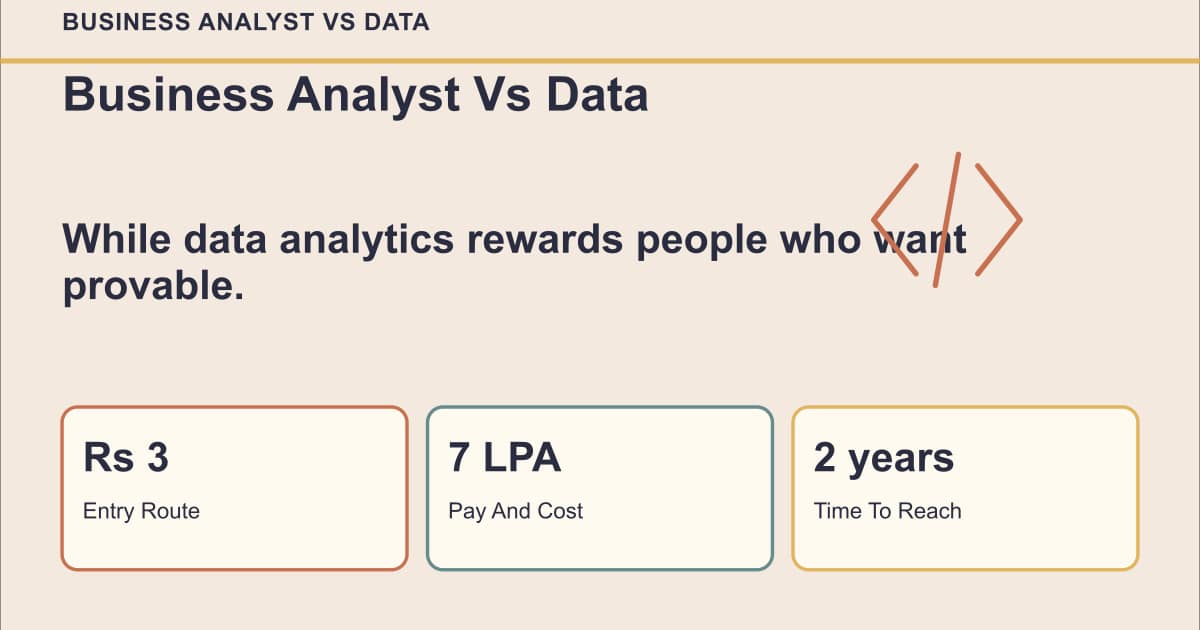 BUSINESS ANALYST VS DATA
Business Analyst Vs Data
While data analytics rewards people who want
provable.
Rs 3
Entry Route
7 LPA
Pay And Cost
2 years
Time To Reach